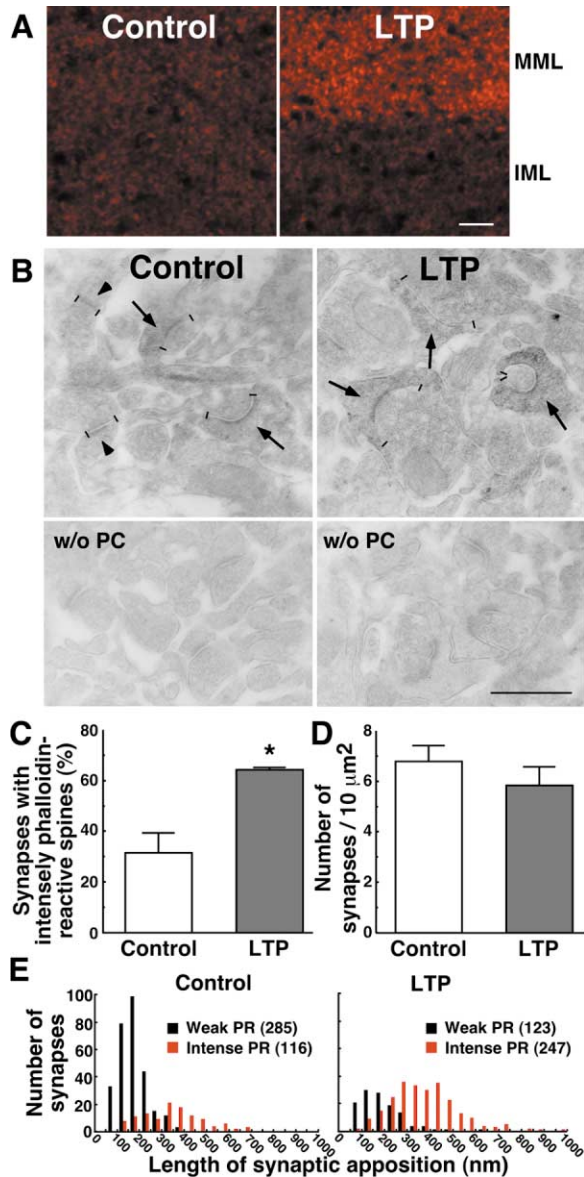 A
Control
LTP
MML
IML
B
Control
LTP
w/o PC
w/o PC
C
Synapses with
intensely phalloidin-
reactive spines (%)
80
60
40
20
0
*
Control
LTP
D
Number of
synapses / 10 µm2
8
6
4
2
0
Control
LTP
E
Control
LTP
Number of
synapses
100
80
60
40
20
0
Weak PR (285)
Intense PR (116)
Weak PR (123)
Intense PR (247)
0 100 200 300 400 500 600 700 800 900 1000
0 100 200 300 400 500 600 700 800 900 1000
Length of synaptic apposition (nm)